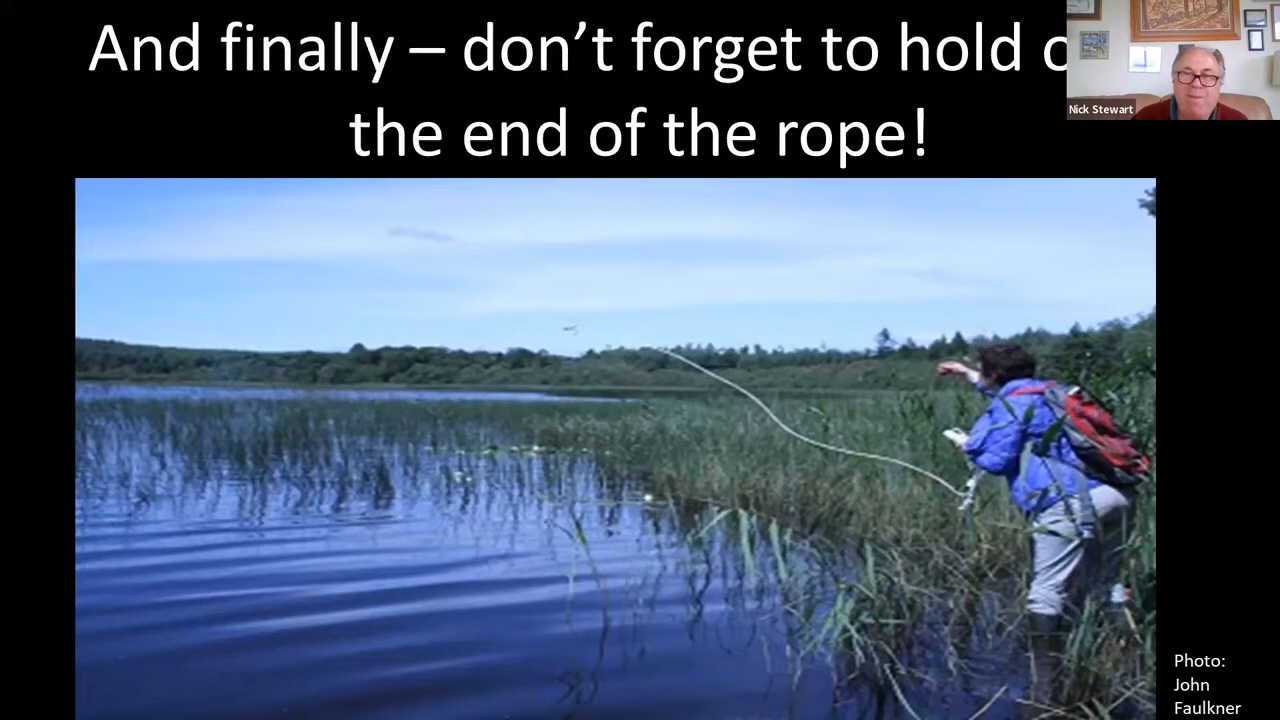 And finally – don’t forget to hold
the end of the rope!
Nick Stewart
Photo:
John
Faulkner